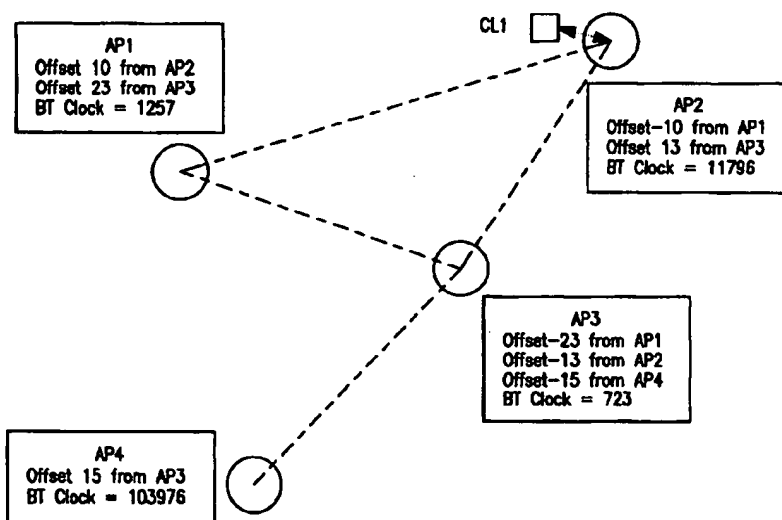 AP1
Offset 10 from AP2
Offset 23 from AP3
BT Clock = 1257
CL1
AP2
Offset-10 from AP1
Offset 13 from AP3
BT Clock = 11796
AP3
Offset-23 from AP1
Offset-13 from AP2
Offset-15 from AP4
BT Clock = 723
AP4
Offset 15 from AP3
BT Clock = 103976